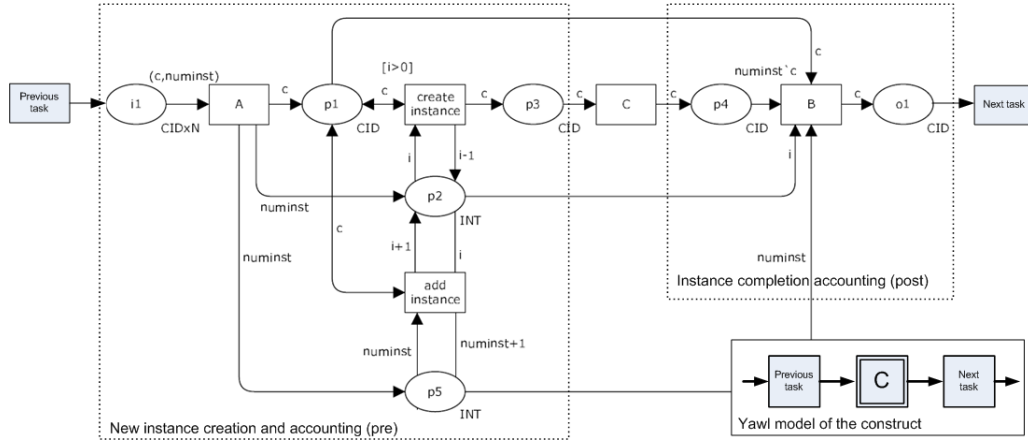 Previous
task
i1
(c,numinst)
CIDxN
A
c
p1
CID
[i>0]
create
instance
c
p3
CID
c
C
c
p4
CID
numinst`c
c
B
c
o1
CID
Next task
i
i-1
numinst
p2
INT
i
numinst
c
i+1
i
add
instance
numinst
numinst+1
p5
INT
New instance creation and accounting (pre)
numinst
Instance completion accounting (post)
Previous
task
C
Next
task
Yawl model of the construct